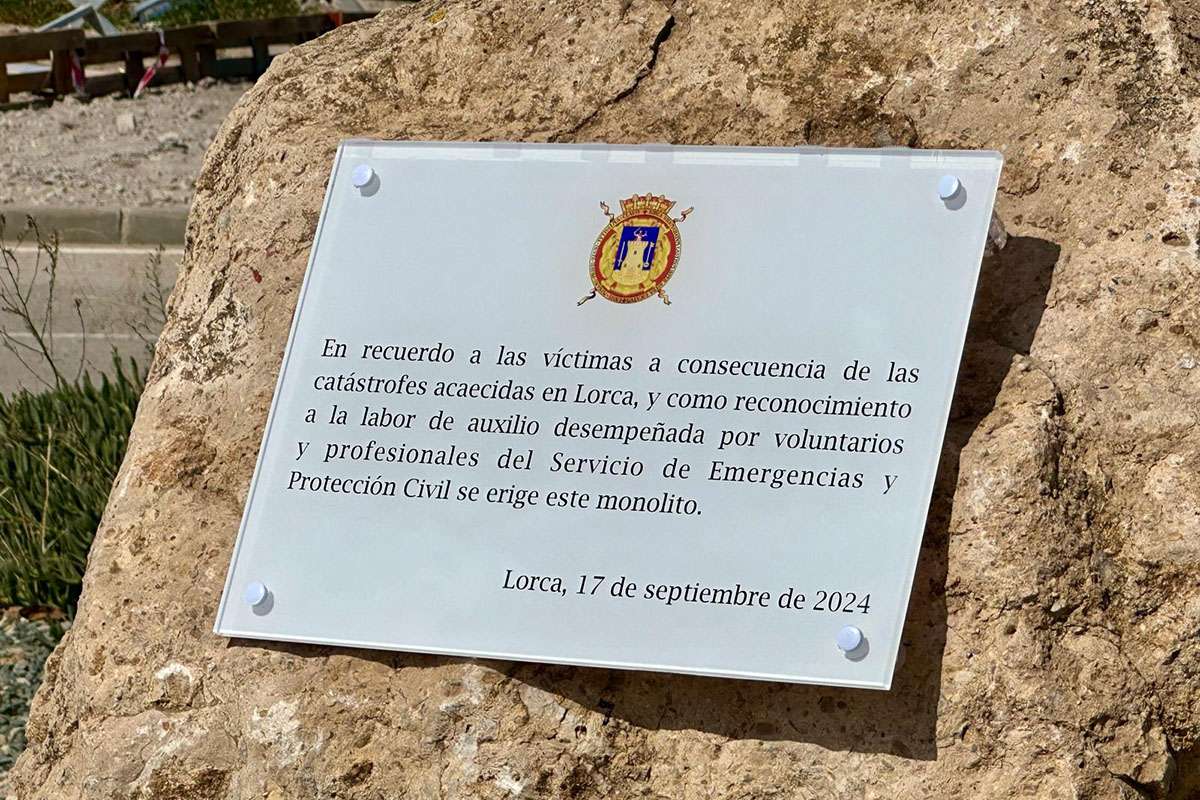 En recuerdo a las víctimas a consecuencia de las
catástrofes acaecidas en Lorca, y como reconocimiento
a la labor de auxilio desempeñada por voluntarios
y profesionales del Servicio de Emergencias y
Protección Civil se erige este monolito.
Lorca, 17 de septiembre de 2024